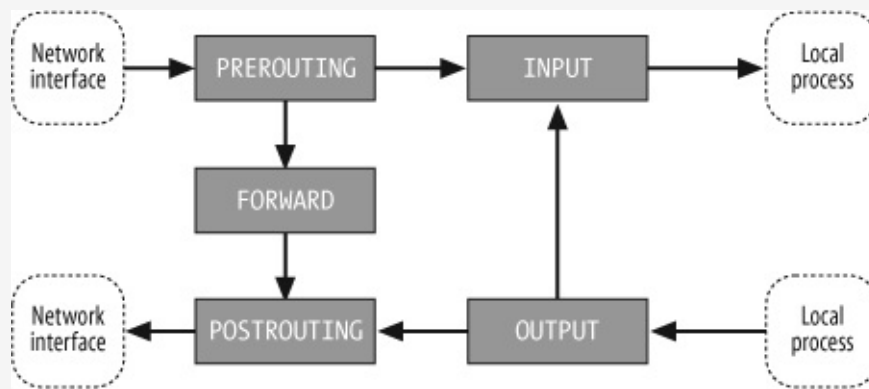 Network
interface
PREROUTING
INPUT
Local
process
FORWARD
Network
interface
POSTROUTING
OUTPUT
Local
process